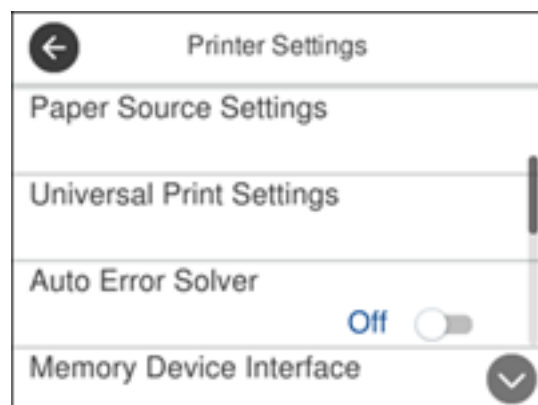 Printer Settings
Paper Source Settings
Universal Print Settings
Auto Error Solver
Off
Memory Device Interface